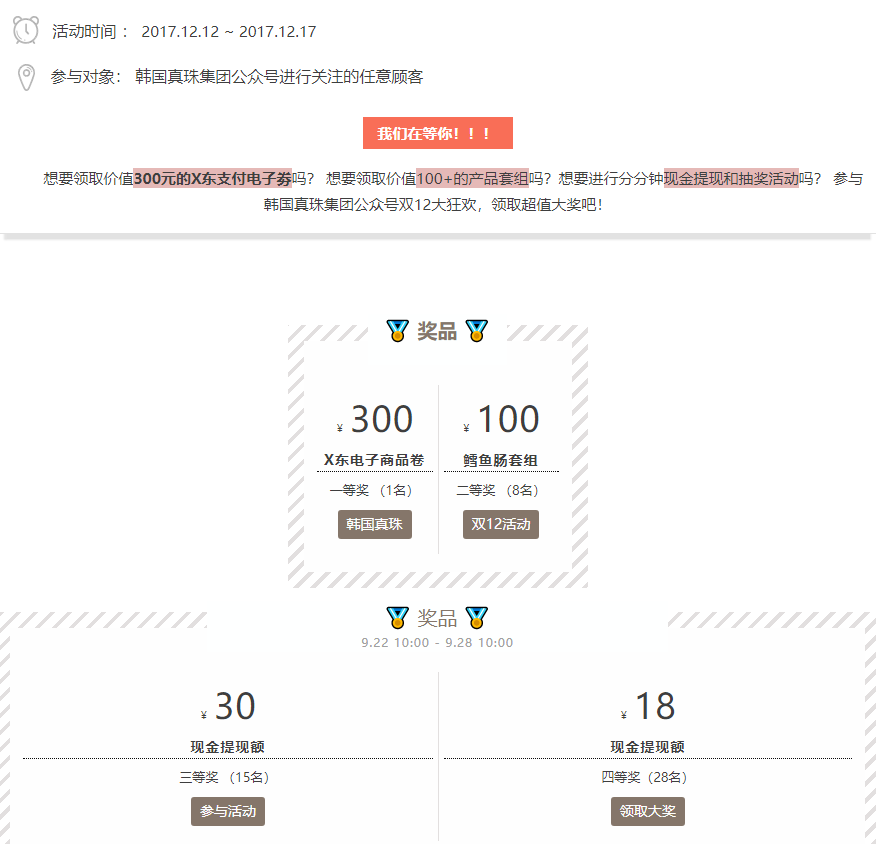 活动时间： 2017.12.12 ~ 2017.12.17
参与对象： 韩国真珠集团公众号进行关注的任意顾客
我们在等你！！！
想要领取价值300元的X东支付电子券吗？ 想要领取价值100+的产品套组吗？想要进行分分钟现金提现和抽奖活动吗？ 参与
韩国真珠集团公众号双12大狂欢，领取超值大奖吧！
奖品
¥ 300
X东电子商品卷
一等奖 （1名）
韩国真珠
¥ 100
鳕鱼肠套组
二等奖 （8名）
双12活动
奖品
9.22 10:00 - 9.28 10:00
¥ 30
现金提现额
三等奖 （15名）
参与活动
¥ 18
现金提现额
四等奖（28名）
领取大奖